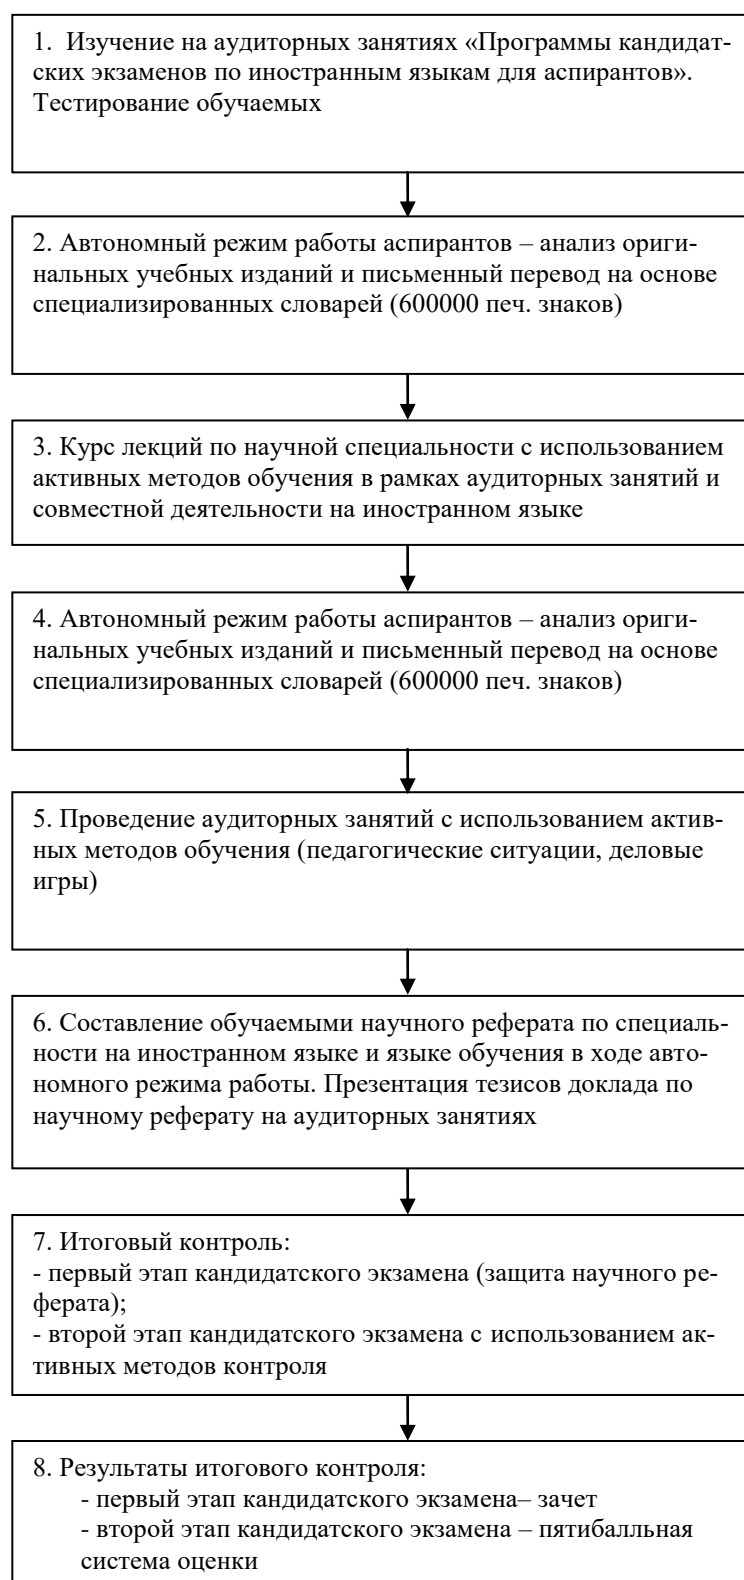 1. Изучение на аудиторных занятиях «Программы кандидат-
ских экзаменов по иностранным языкам для аспирантов».
Тестирование обучаемых
2. Автономный режим работы аспирантов – анализ ориги-
нальных учебных изданий и письменный перевод на основе
специализированных словарей (600000 печ. знаков)
3. Курс лекций по научной специальности с использованием
активных методов обучения в рамках аудиторных занятий и
совместной деятельности на иностранном языке
4. Автономный режим работы аспирантов – анализ ориги-
нальных учебных изданий и письменный перевод на основе
специализированных словарей (600000 печ. знаков)
5. Проведение аудиторных занятий с использованием актив-
ных методов обучения (педагогические ситуации, деловые
игры)
6. Составление обучаемыми научного реферата по специаль-
ности на иностранном языке и языке обучения в ходе авто-
номного режима работы. Презентация тезисов доклада по
научному реферату на аудиторных занятиях
7. Итоговый контроль:
- первый этап кандидатского экзамена (защита научного ре-
ферата);
- второй этап кандидатского экзамена с использованием ак-
тивных методов контроля
8. Результаты итогового контроля:
- первый этап кандидатского экзамена– зачет
- второй этап кандидатского экзамена – пятибалльная
система оценки